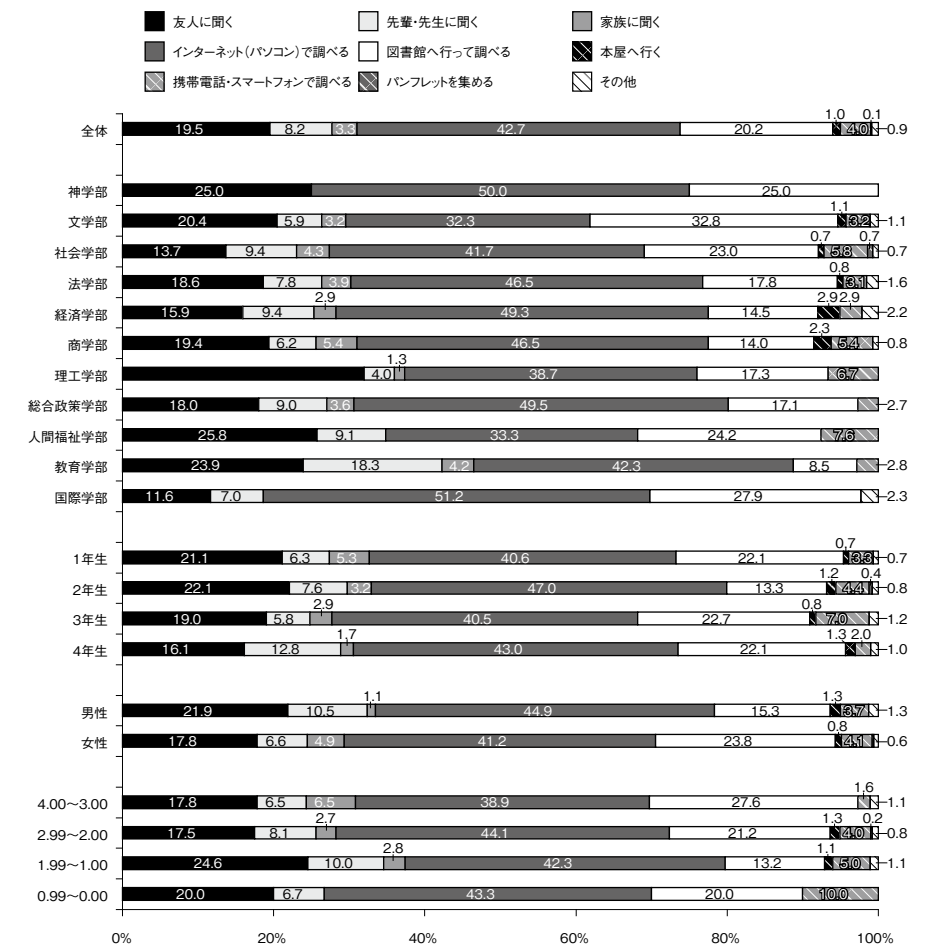 友人に聞く 先輩・先生に聞く 家族に聞く
インターネット(パソコン)で調べる 図書館へ行って調べる 本屋へ行く
携帯電話・スマートフォンで調べる パンフレットを集める その他
1.0 0.1
全体 19.5 8.2 3.3 42.7 20.2 4.0 0.9
神学部 25.0 50.0 25.0
1.1
文学部 20.4 5.9 3.2 32.3 32.8 3.2 1.1
0.7 0.7
社会学部 13.7 9.4 4.3 41.7 23.0 5.8 0.7
0.8
法学部 18.6 7.8 3.9 46.5 17.8 3.1 1.6
2.9 2.9 2.9
経済学部 15.9 9.4 49.3 14.5 2.2
2.3
商学部 19.4 6.2 5.4 46.5 14.0 5.4 0.8
1.3
理工学部 4.0 38.7 17.3 6.7
総合政策学部 18.0 9.0 3.6 49.5 17.1 2.7
人間福祉学部 25.8 9.1 33.3 24.2 7.6
教育学部 23.9 18.3 4.2 42.3 8.5 2.8
国際学部 11.6 7.0 51.2 27.9 2.3
0.7
1年生 21.1 6.3 5.3 40.6 22.1 3.3 0.7
1.2 0.4
2年生 22.1 7.6 3.2 47.0 13.3 4.4 0.8
2.9 0.8
3年生 19.0 5.8 40.5 22.7 7.0 1.2
1.7 1.3 2.0
4年生 16.1 12.8 43.0 22.1 1.0
1.1 1.3
男性 21.9 10.5 44.9 15.3 3.7 1.3
0.8
女性 17.8 6.6 4.9 41.2 23.8 4.1 0.6
1.6
4.00～3.00 17.8 6.5 6.5 38.9 27.6 1.1
2.7 1.3 0.2
2.99～2.00 17.5 8.1 44.1 21.2 4.0 0.8
2.8 1.1
1.99～1.00 24.6 10.0 42.3 13.2 5.0 1.1
0.99～0.00 20.0 6.7 43.3 20.0 10.0
0% 20% 40% 60% 80% 100%